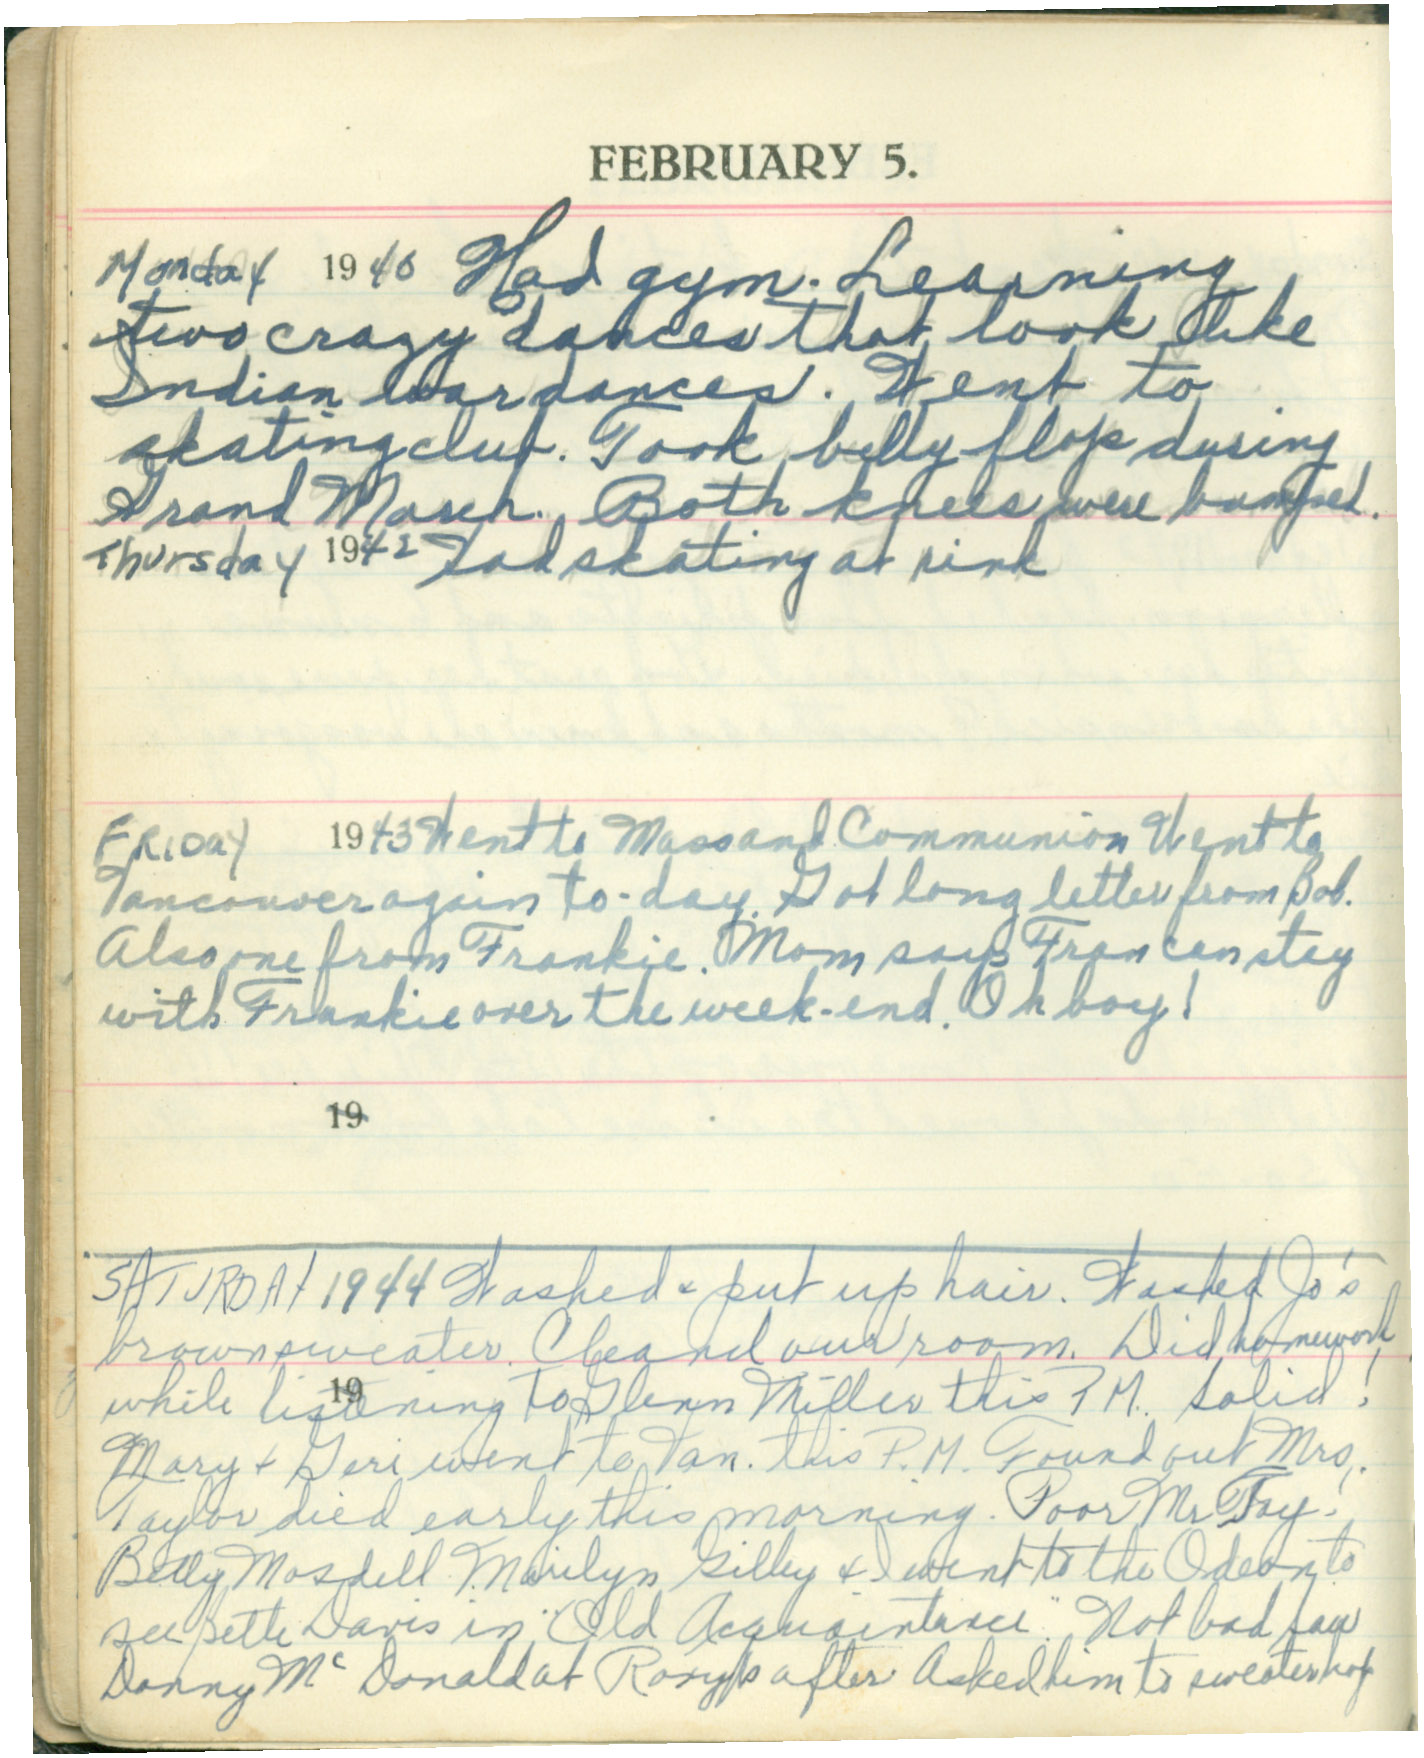 FEBRUARY 5.
Monday 1940 Had gym. Learning
two crazy dances that look like
Indian war dances. Went to
skating club. Took belly flop during
Grand March. Both knees were bumped.
Thursday 1942 Had skating at rink
FRIDAY 1943 Went to Mass and Communion Went to
Vancouver again to-day. Got long letter from Bob.
Also one from Frankie. Mom says Fran can stay
with Frankie over the week-end. Oh boy!
19
SATURDAY 1944 Washed & put up hair. Washed Jo's
brown sweater. Cleaned our room. Did homework
19
while listening to Glenn Miller this P.M. Solid!
Mary & Geri went to Van. this P.M. Found out Mrs.
Taylor died early this morning. Poor Mr Tay!
Betty Mosdell Marilyn Gilley & I went to the Odeon to
see Bette Davis in "Old Acquaintance". Not bad saw
Danny Mc Donald at Roxy's after Asked him to sweater hop